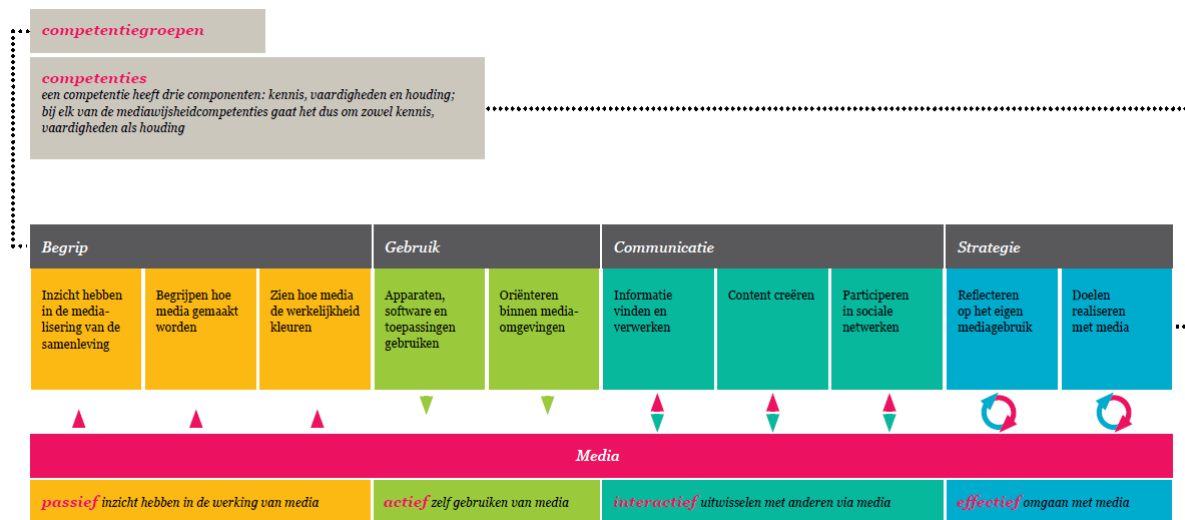 competentiegroepen
competenties
een competentie heeft drie componenten: kennis, vaardigheden en houding;
bij elk van de mediawijsheidcompetenties gaat het dus om zowel kennis,
vaardigheden als houding
Begrip
Gebruik
Communicatie
Strategie
Inzicht hebben
in de media-
lisering van de
samenleving
Begrijpen hoe
media gemaakt
worden
Zien hoe media
de werkelijkheid
kleuren
Apparaten,
software en
toepassingen
gebruiken
Oriënteren
binnen media-
omgevingen
Informatie
vinden en
verwerken
Content creëren
Participeren
in sociale
netwerken
Reflecteren
op het eigen
mediagebruik
Doelen
realiseren
met media
Media
passief inzicht hebben in de werking van media
actief zelf gebruiken van media
interactief uitwisselen met anderen via media
effectief omgaan met media